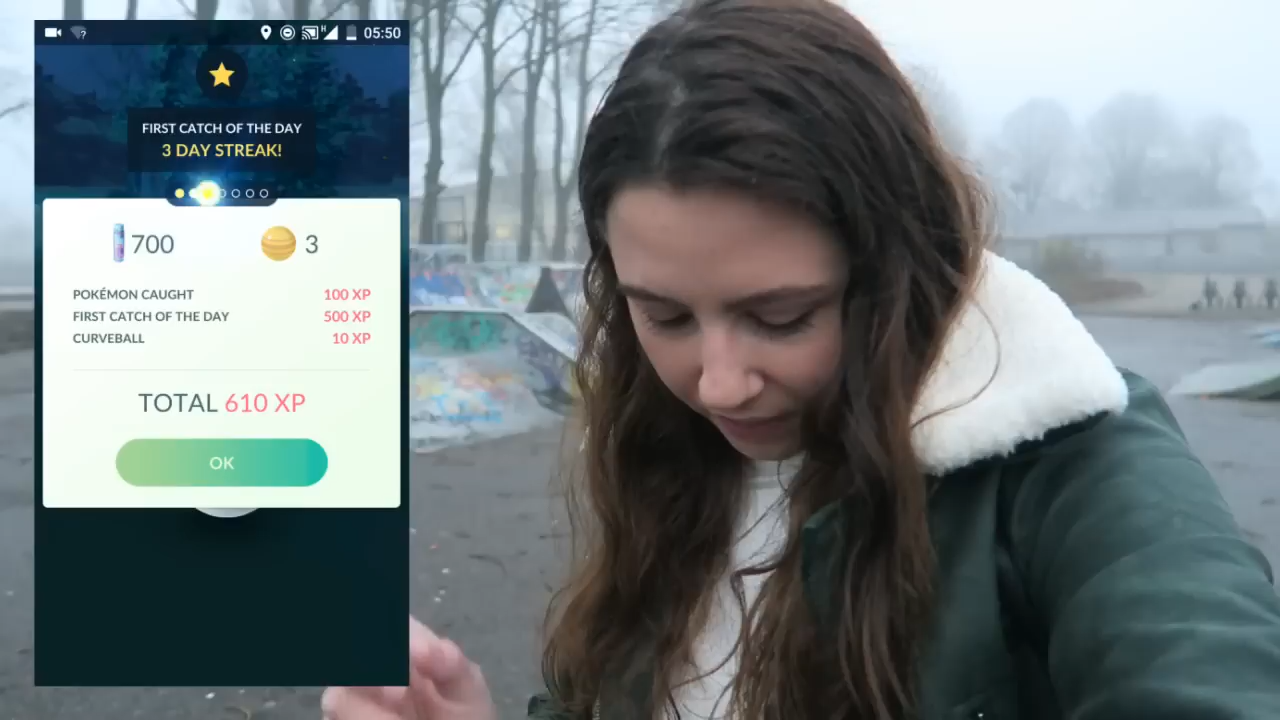 H
05:50
FIRST CATCH OF THE DAY
3 DAY STREAK!
700
3
POKÉMON CAUGHT 100 XP
FIRST CATCH OF THE DAY 500 XP
CURVEBALL 10 XP
TOTAL 610 XP
OK